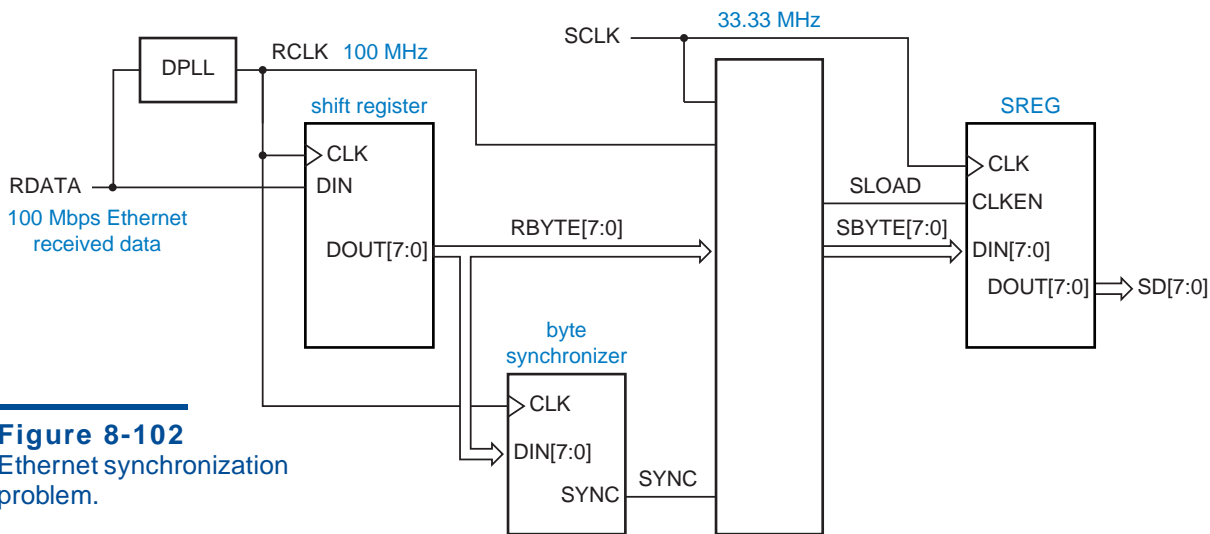 SCLK
33.33 MHz
RCLK 100 MHz
DPLL
shift register
SREG
CLK
CLK
RDATA
DIN
SLOAD
CLKEN
100 Mbps Ethernet
received data
DOUT[7:0]
RBYTE[7:0]
SBYTE[7:0]
DIN[7:0]
DOUT[7:0]
SD[7:0]
byte
synchronizer
CLK
DIN[7:0]
SYNC
SYNC
Figure 8-102
Ethernet synchronization
problem.